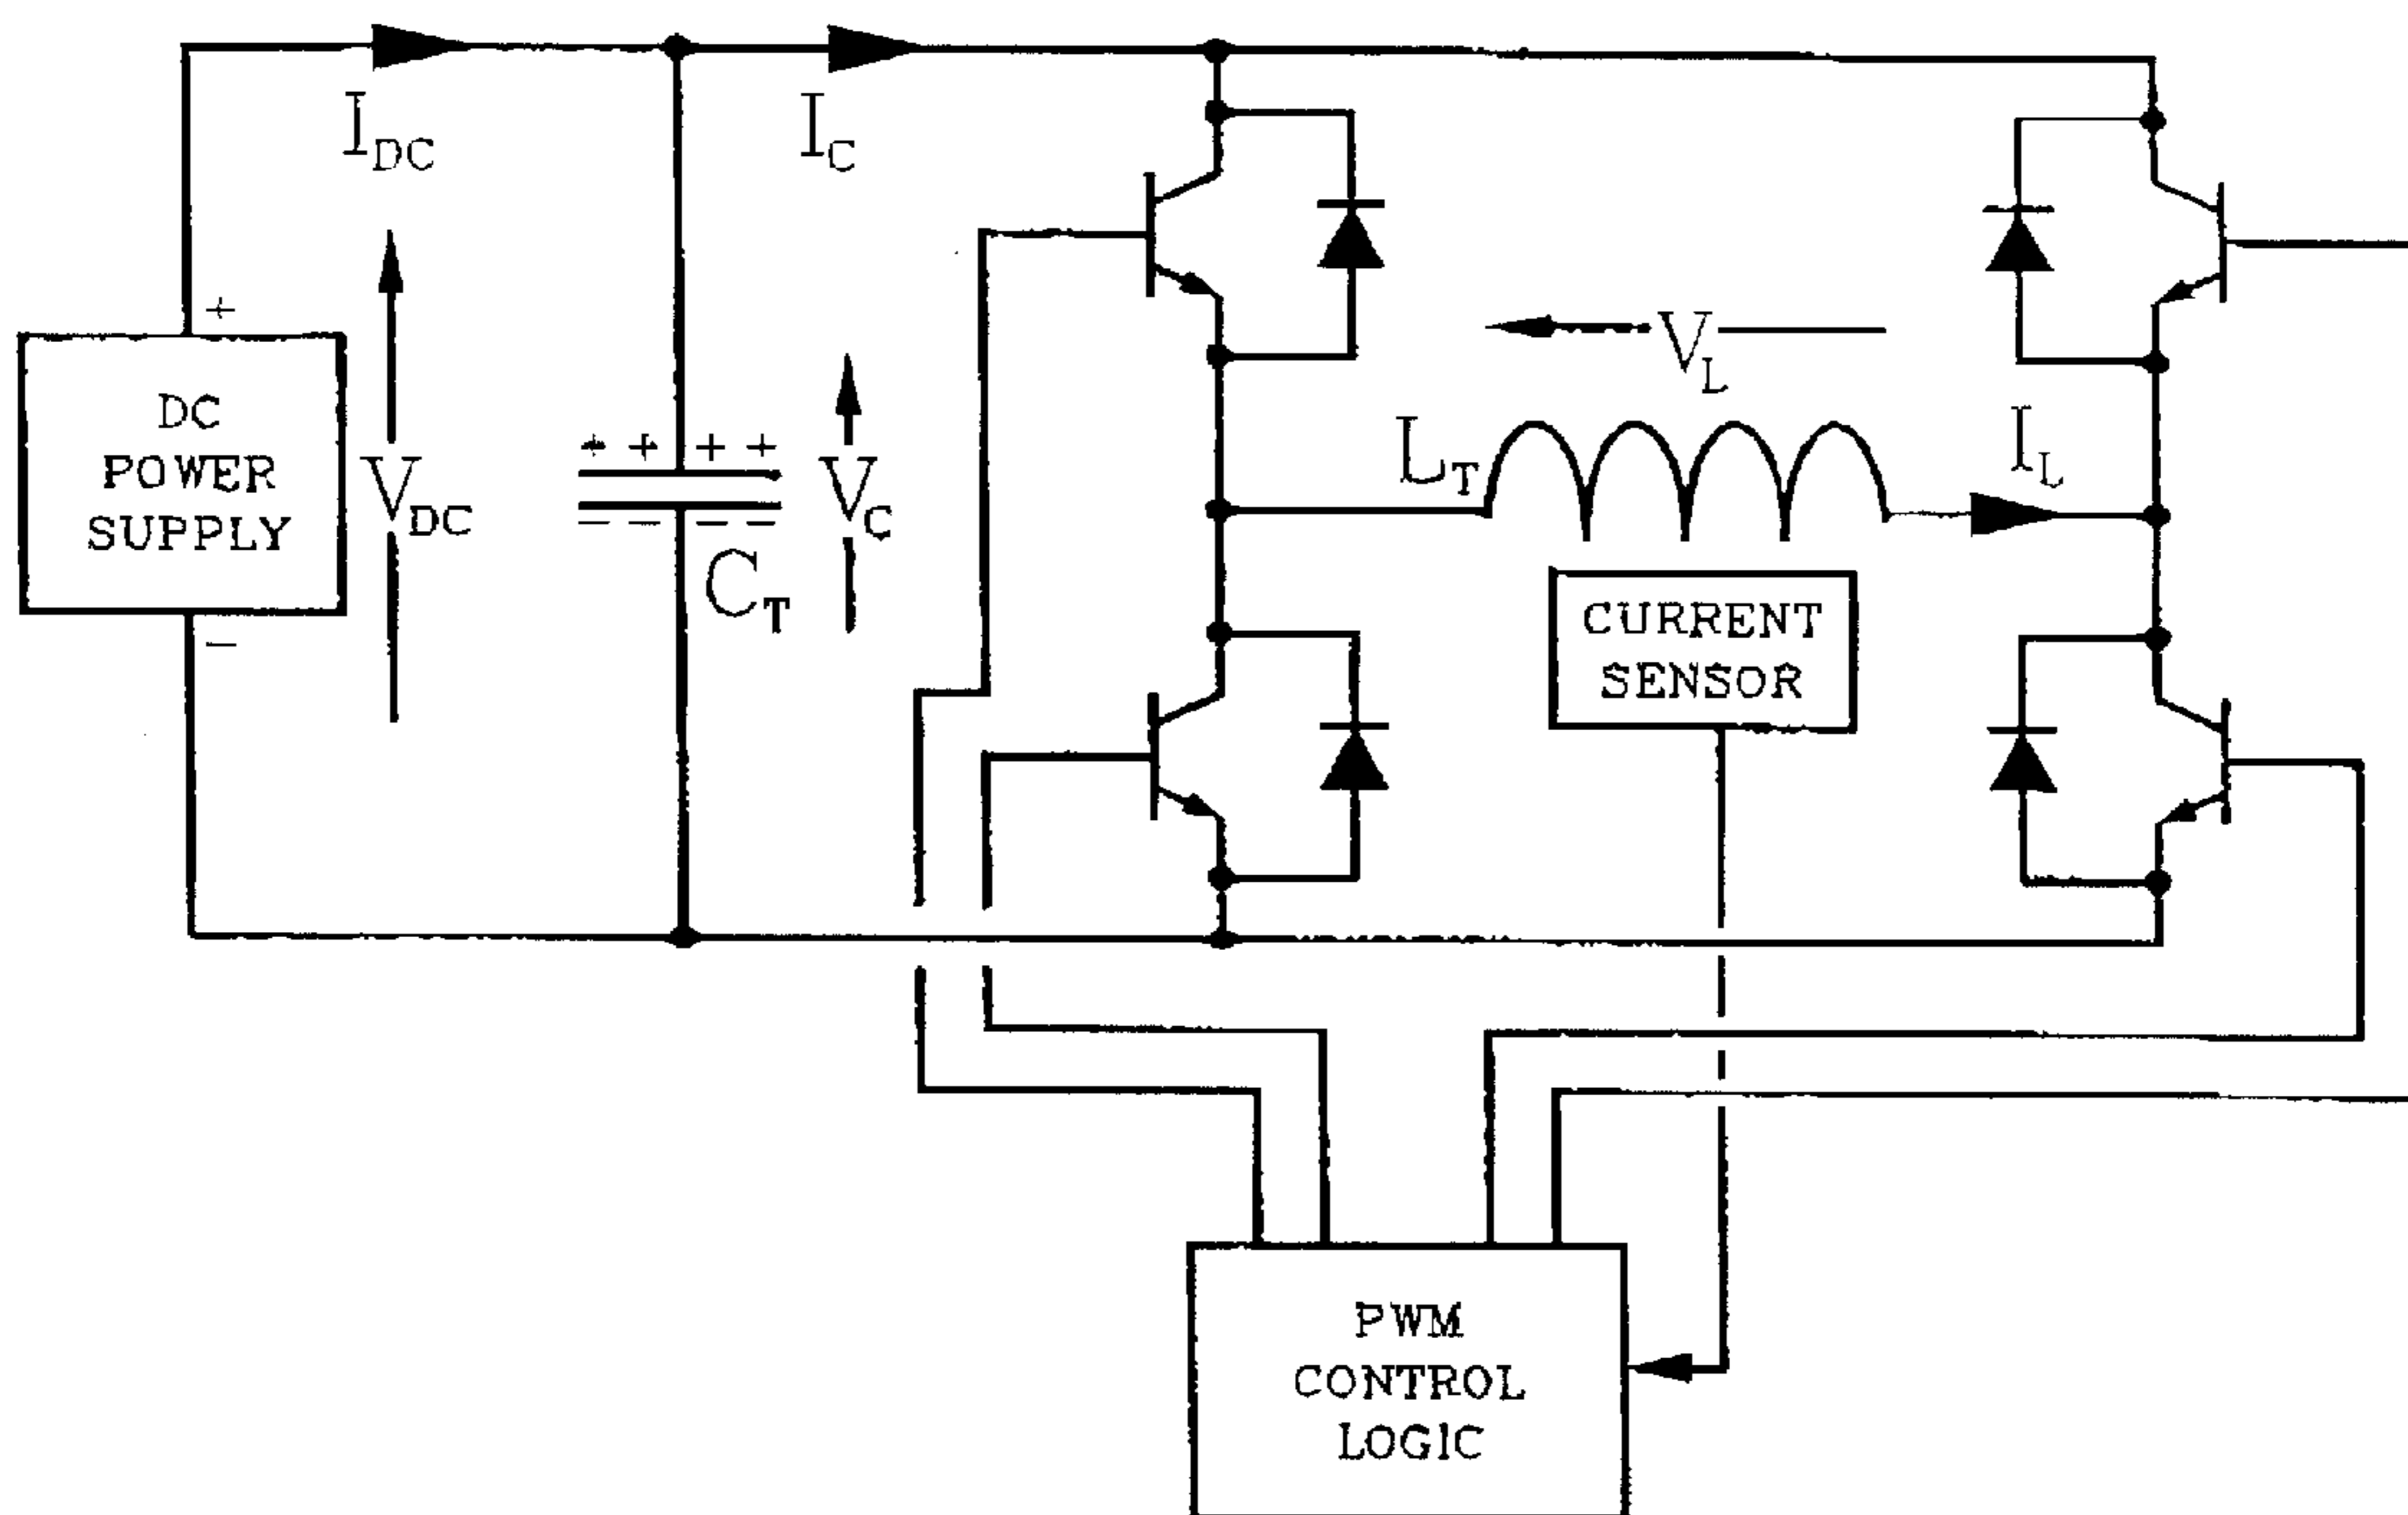 I_DC
I_C
+
V_L
DC
POWER
SUPPLY
V_DC
+ + + +
V_C
L_T
I_L
− − − −
C_T
−
CURRENT
SENSOR
PWM
CONTROL
LOGIC